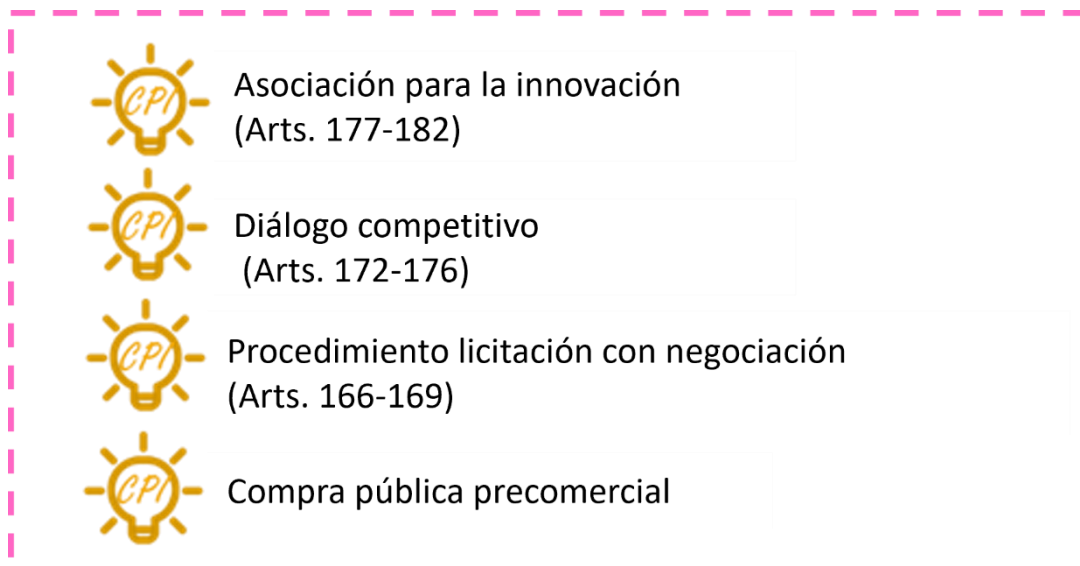 CPI
Asociación para la innovación
(Arts. 177-182)
CPI
Diálogo competitivo
(Arts. 172-176)
CPI
Procedimiento licitación con negociación
(Arts. 166-169)
CPI
Compra pública precomercial